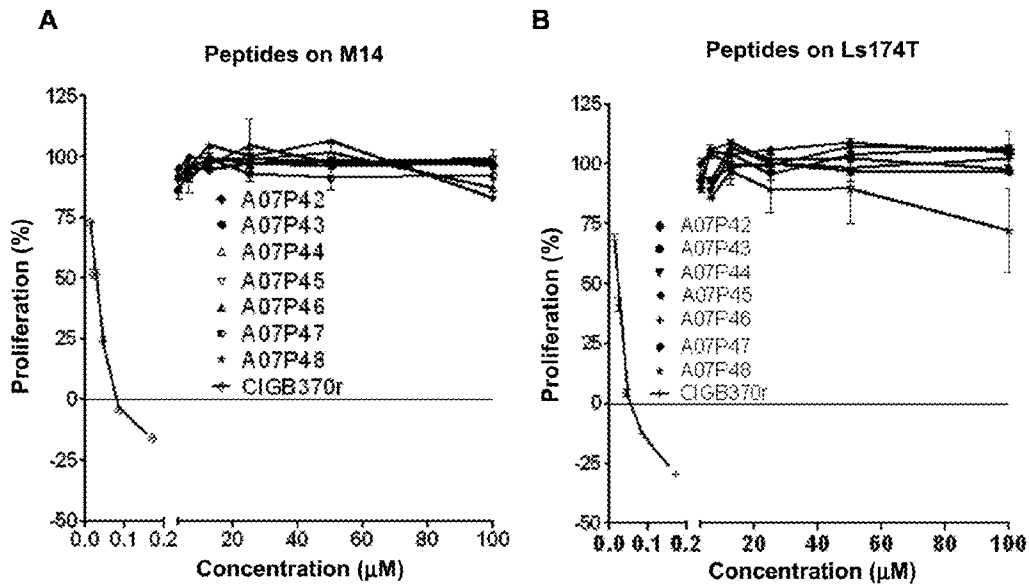 A
Peptides on M14
125
100
75
50
25
0
-25
-50
Proliferation (%)
A07P42
A07P43
A07P44
A07P45
A07P46
A07P47
A07P48
CIGB370r
0.0 0.1 0.2 20 40 60 80 100
Concentration (µM)
B
Peptides on Ls174T
125
100
75
50
25
0
-25
-50
Proliferation (%)
A07P42
A07P43
A07P44
A07P45
A07P46
A07P47
A07P48
CIGB370r
0.0 0.1 0.2 20 40 60 80 100
Concentration (µM)